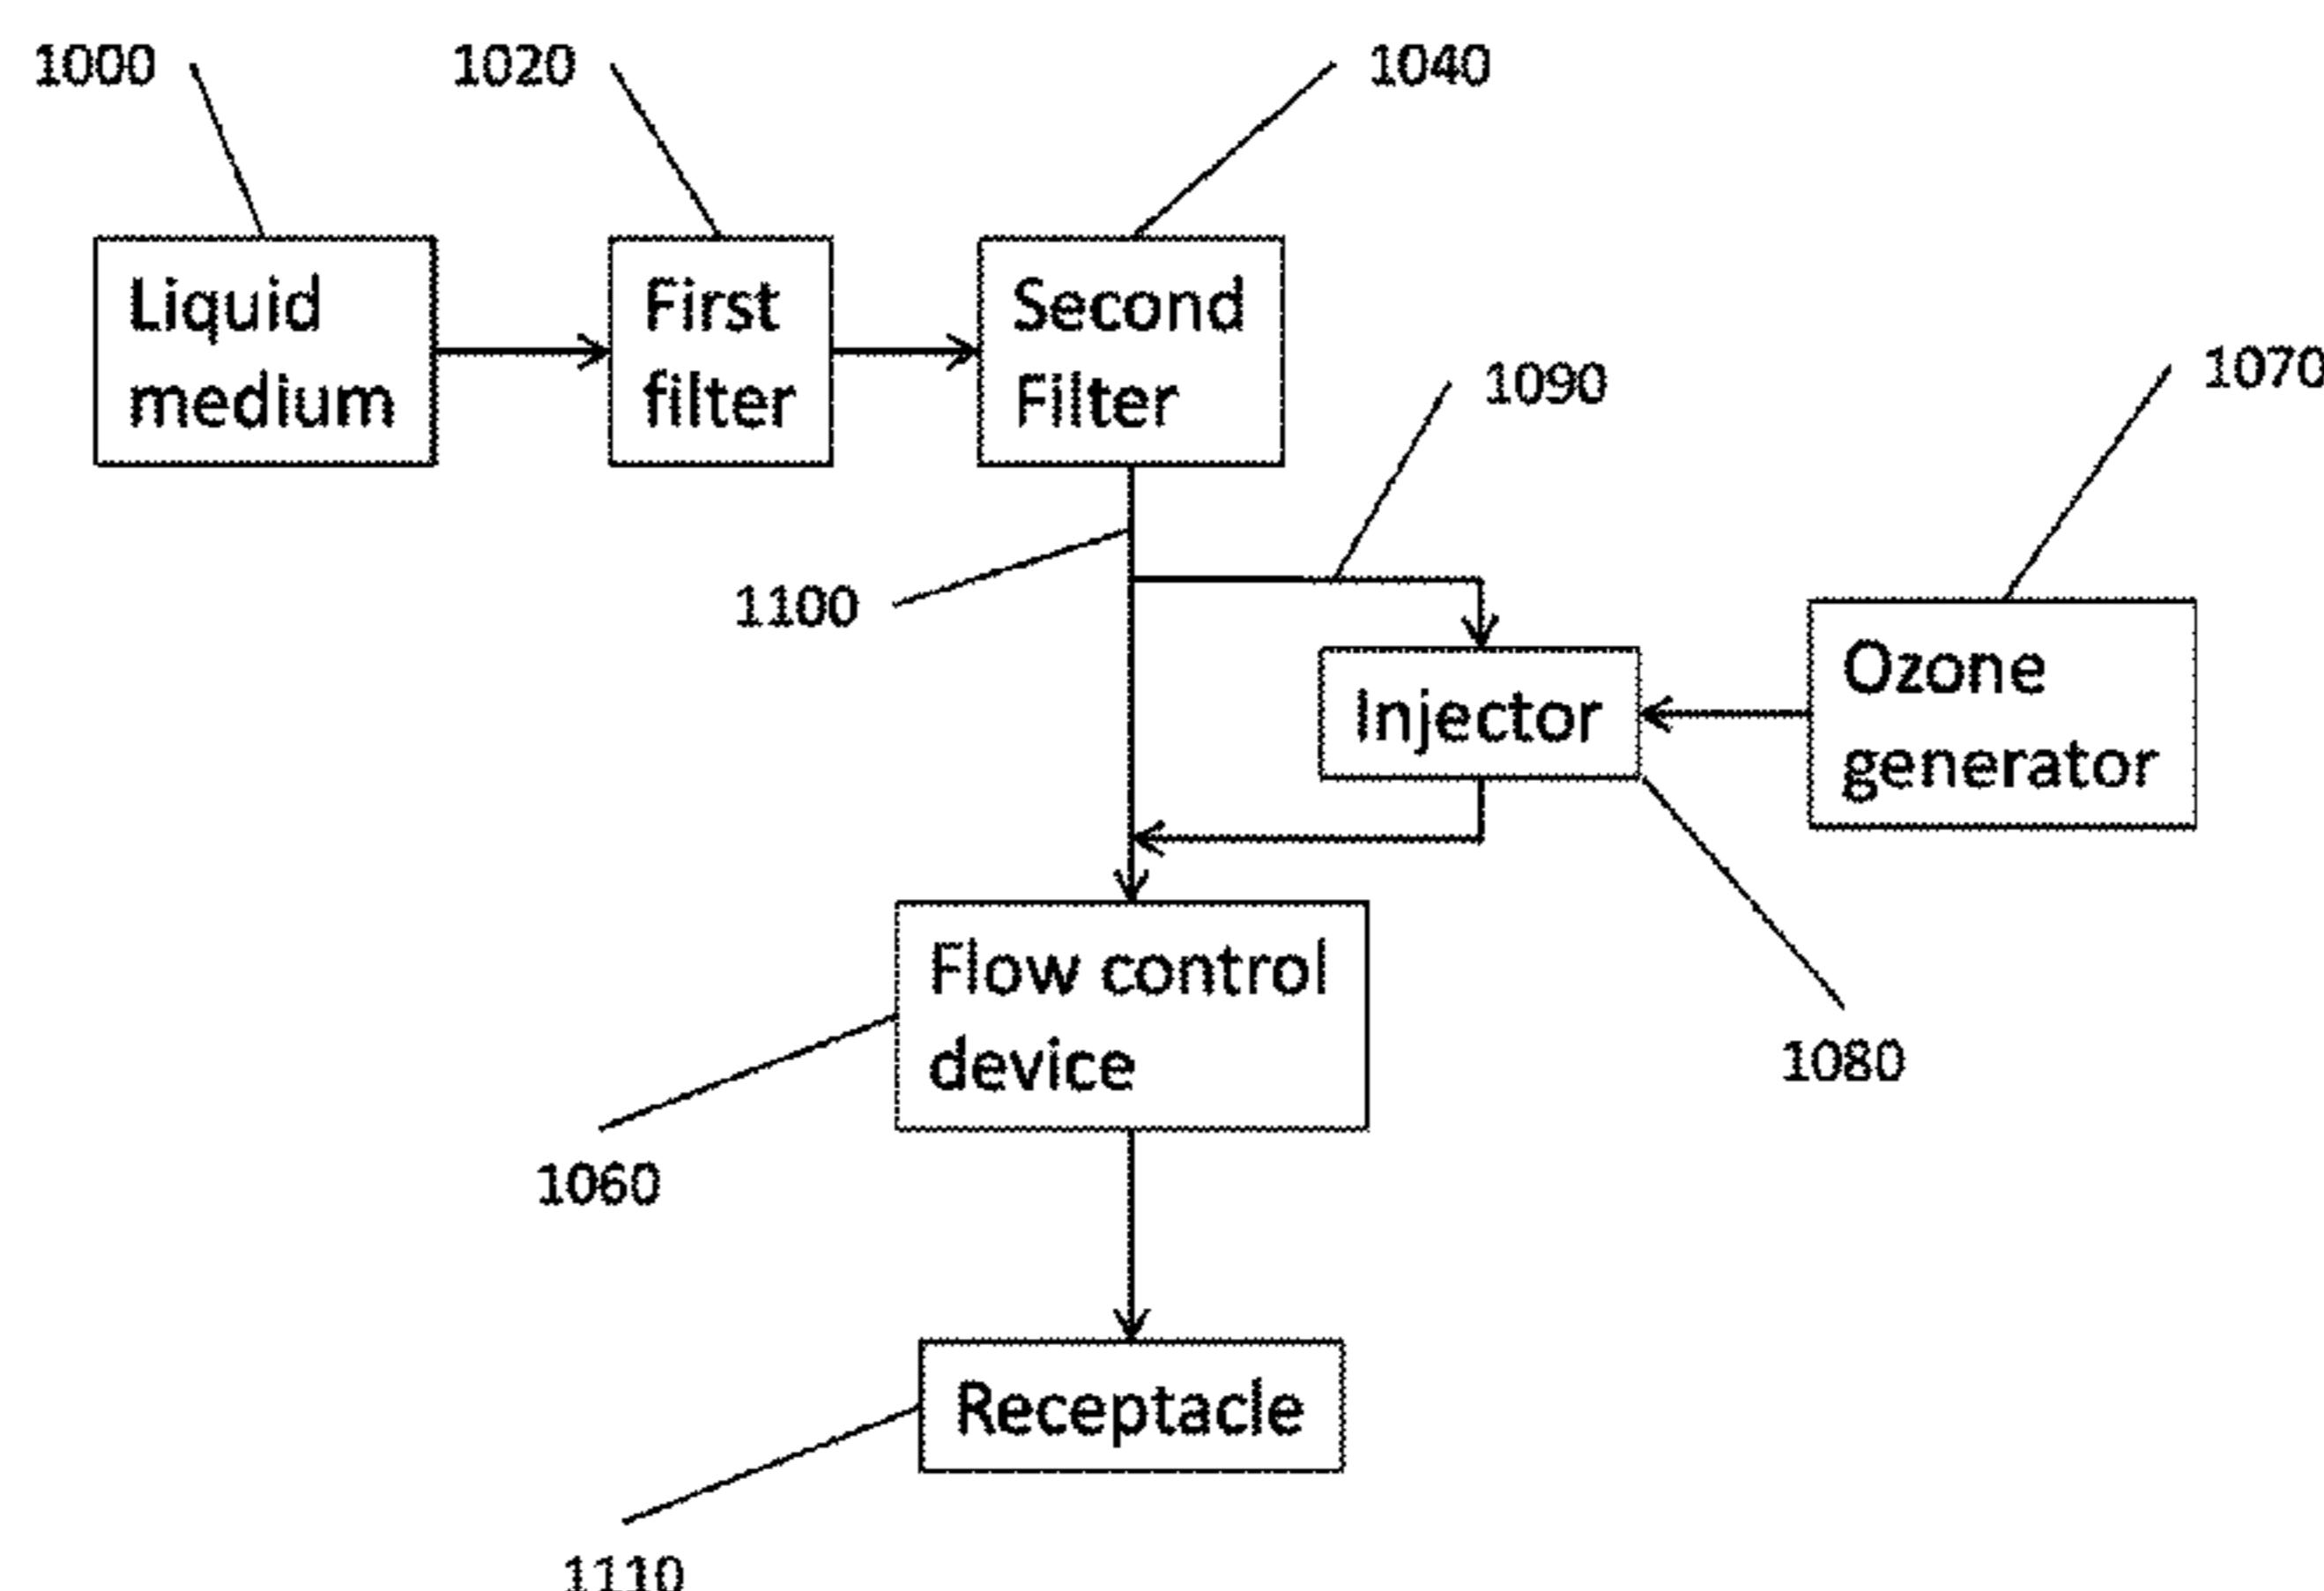 1000
1020
1040
Liquid
medium
First
filter
Second
Filter
1090
1070
1100
Injector
Ozone
generator
Flow control
device
1080
1060
Receptacle
1110